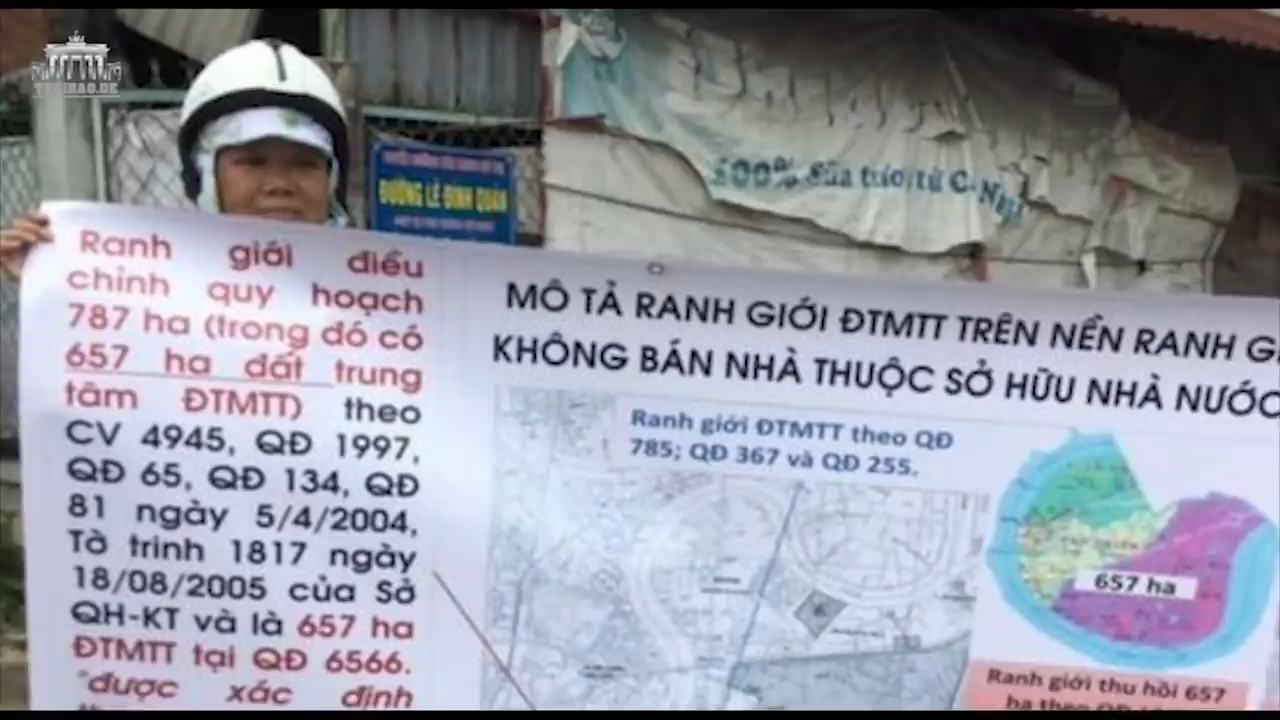 THOIBAO.DE
ĐƯỜNG LÊ ĐÌNH QUẢN
100% Sữa tươi từ
Ranh giới điều
chỉnh quy hoạch
787 ha (trong đó có
657 ha đất trung
tâm ĐTMTT) theo
CV 4945, QĐ 1997,
QĐ 65, QĐ 134, QĐ
81 ngày 5/4/2004,
Tờ trình 1817 ngày
18/08/2005 của Sở
QH-KT và là 657 ha
ĐTMTT tại QĐ 6566.
"được xác định
MÔ TẢ RANH GIỚI ĐTMTT TRÊN NỀN RANH G
KHÔNG BÁN NHÀ THUỘC SỞ HỮU NHÀ NƯỚC
Ranh giới ĐTMTT theo QĐ
785; QĐ 367 và QĐ 255.
657 ha
Ranh giới thu hồi 657
ha theo QĐ